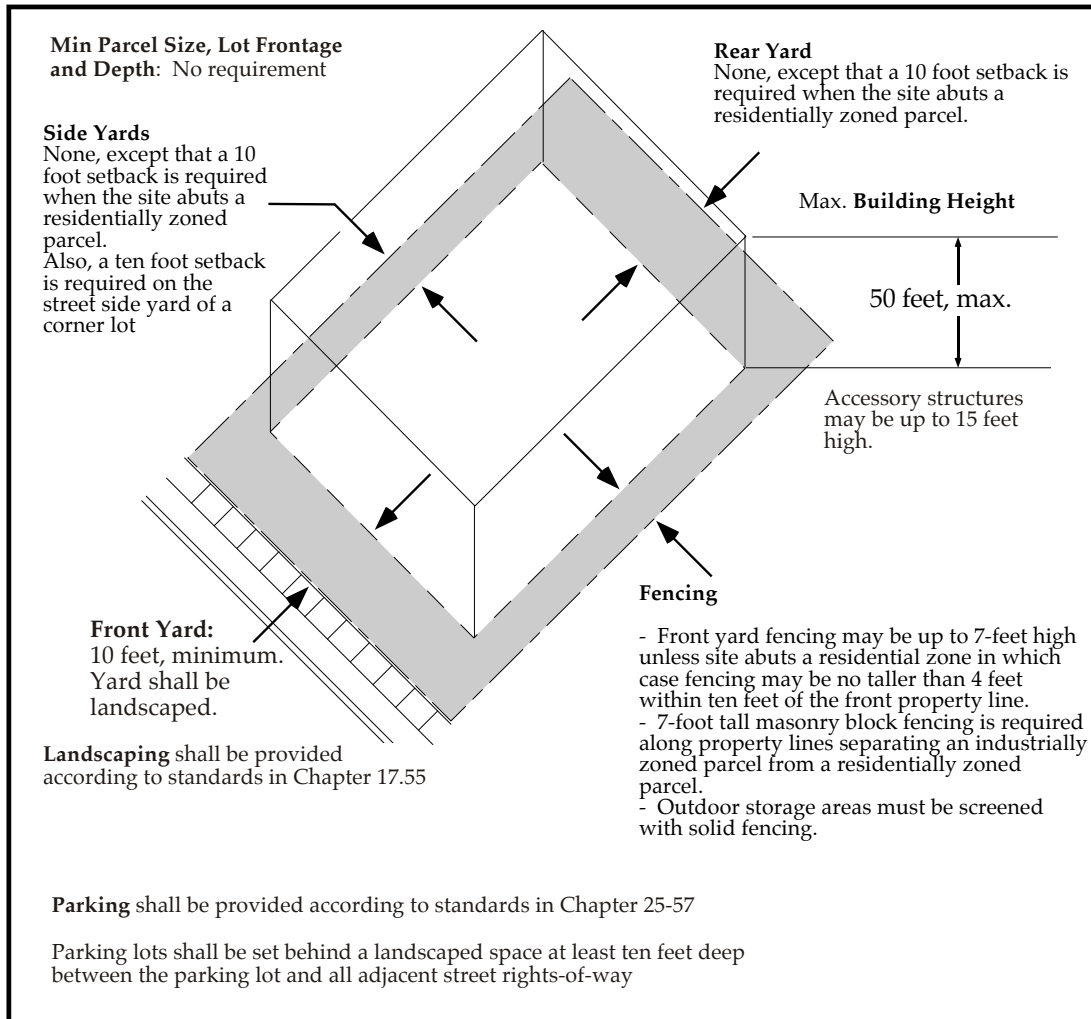 Min Parcel Size, Lot Frontage
and Depth: No requirement
Rear Yard
None, except that a 10 foot setback is
required when the site abuts a
residentially zoned parcel.
Side Yards
None, except that a 10
foot setback is required
when the site abuts a
residentially zoned
parcel.
Also, a ten foot setback
is required on the
street side yard of a
corner lot
Max. Building Height
50 feet, max.
Accessory structures
may be up to 15 feet
high.
Front Yard:
10 feet, minimum.
Yard shall be
landscaped.
Landscaping shall be provided
according to standards in Chapter 17.55
Fencing
- Front yard fencing may be up to 7-feet high
unless site abuts a residential zone in which
case fencing may be no taller than 4 feet
within ten feet of the front property line.
- 7-foot tall masonry block fencing is required
along property lines separating an industrially
zoned parcel from a residentially zoned
parcel.
- Outdoor storage areas must be screened
with solid fencing.
Parking shall be provided according to standards in Chapter 25-57
Parking lots shall be set behind a landscaped space at least ten feet deep
between the parking lot and all adjacent street rights-of-way